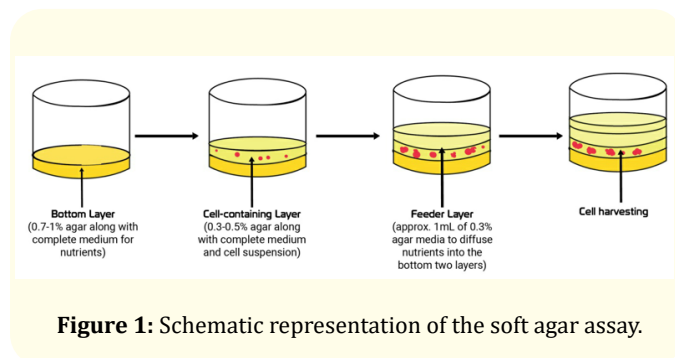 Bottom Layer
(0.7-1% agar along with
complete medium for
nutrients)
Cell-containing Layer
(0.3-0.5% agar along
with complete medium
and cell suspension)
Feeder Layer
(approx. 1mL of 0.3%
agar media to diffuse
nutrients into the
bottom two layers)
Cell harvesting
Figure 1: Schematic representation of the soft agar assay.